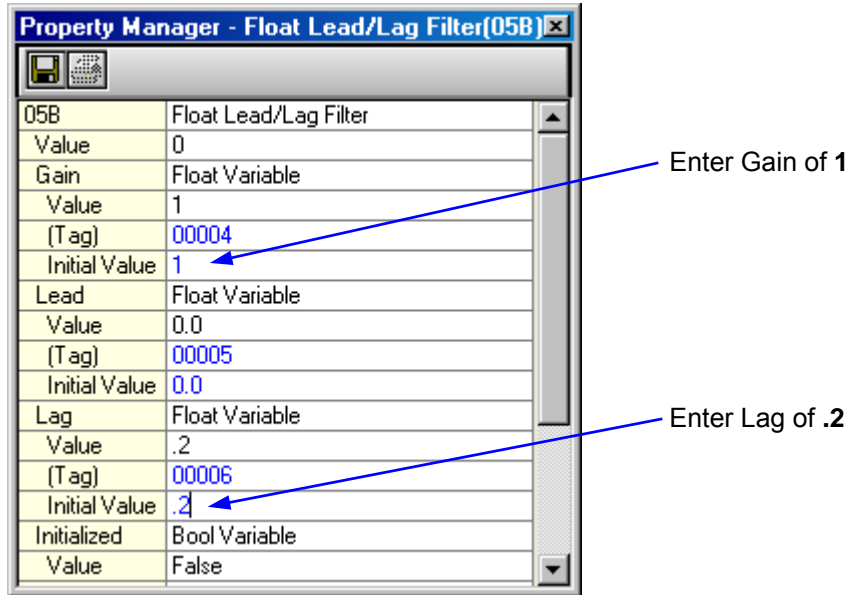 Property Manager - Float Lead/Lag Filter(05B)
05B Float Lead/Lag Filter
Value 0
Gain Float Variable
Value 1
(Tag) 00004
Initial Value 1
Lead Float Variable
Value 0.0
(Tag) 00005
Initial Value 0.0
Lag Float Variable
Value .2
(Tag) 00006
Initial Value .2
Initialized Bool Variable
Value False
Enter Gain of 1
Enter Lag of .2